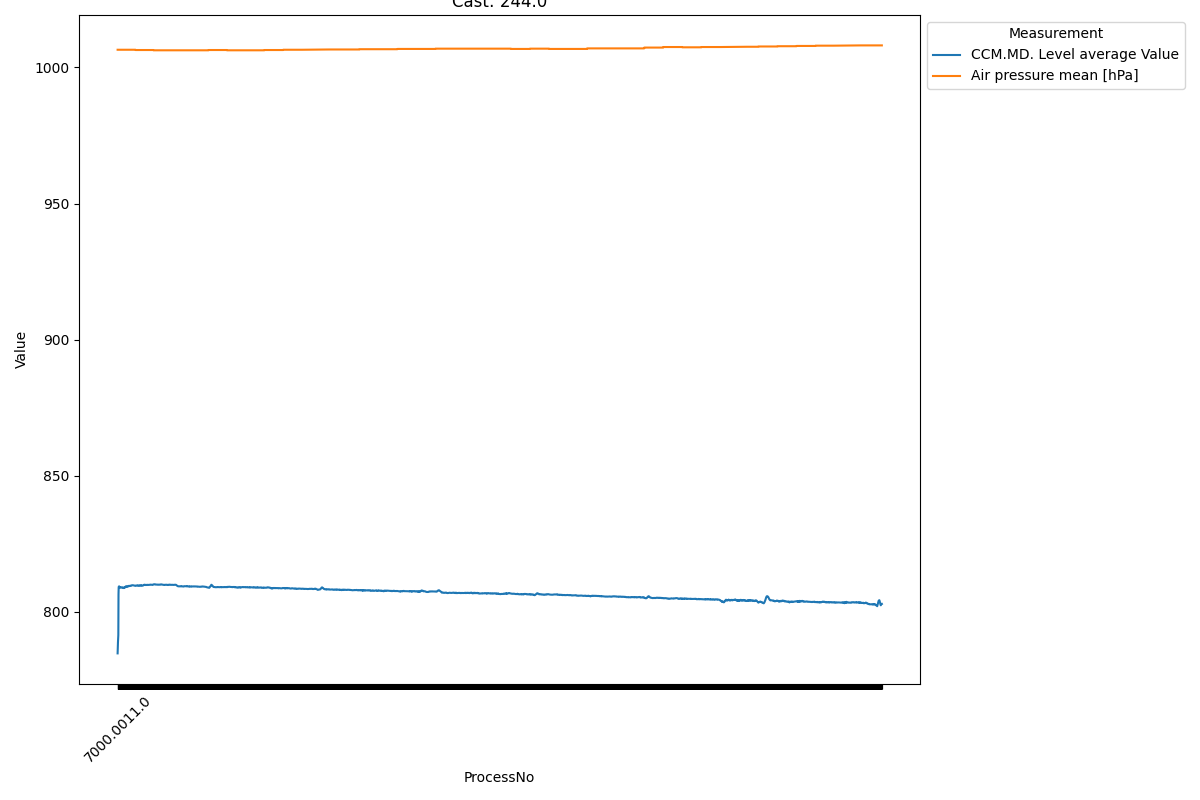 Cast: 244.0
Measurement
CCM.MD. Level average Value
Air pressure mean [hPa]
1000
950
900
850
800
Value
7000.0011.0
ProcessNo